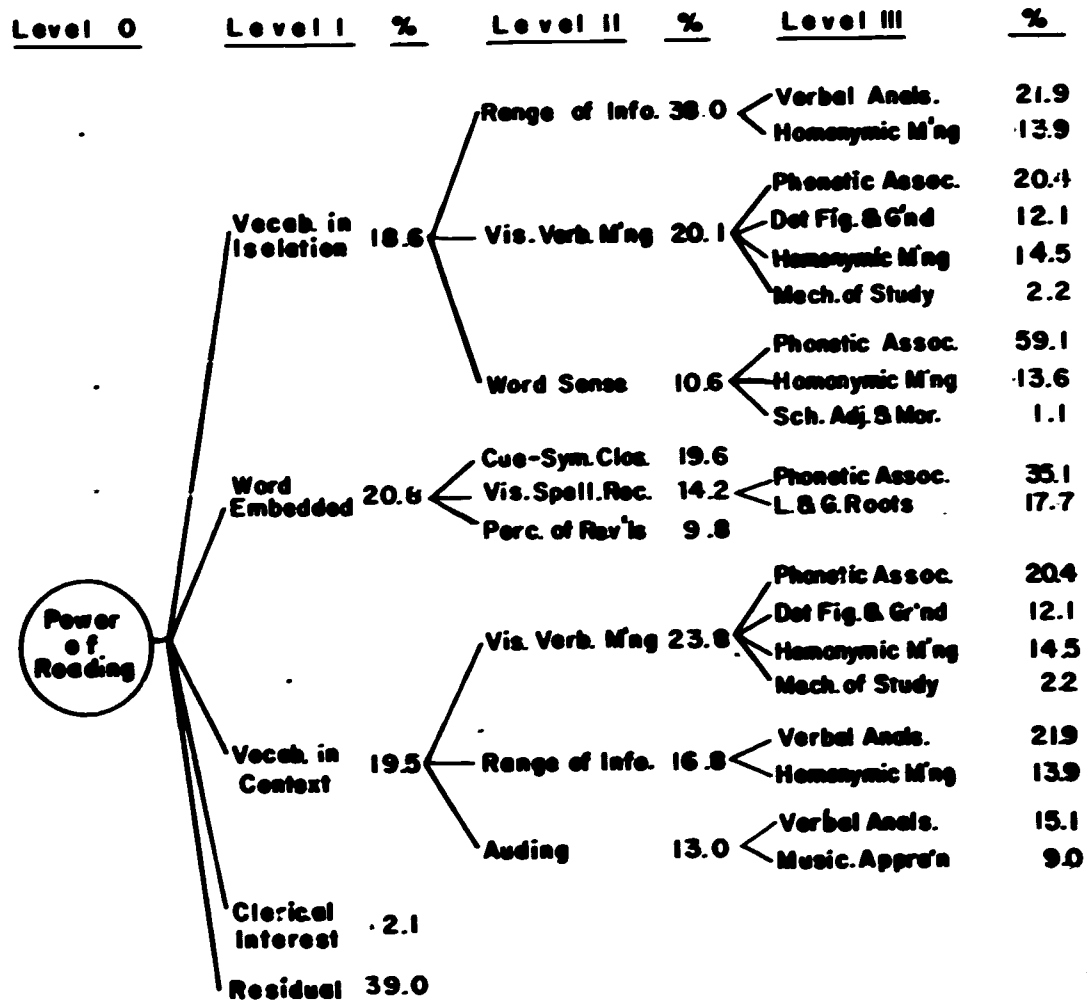 Level 0 Level I % Level II % Level III %
Range of Info. 38.0 Verbal Anals. 21.9
Homonymic M'ng 13.9
Vocab. in
Isolation 18.6
Vis. Verb. M'ng 20.1
Phonetic Assoc. 20.4
Det Fig. & G'nd 12.1
Homonymic M'ng 14.5
Mech. of Study 2.2
Word Sense 10.6
Phonetic Assoc. 59.1
Homonymic M'ng 13.6
Sch. Adj. & Mor. 1.1
Word
Embedded 20.8
Cue-Sym. Clos. 19.6
Vis. Spell. Rec. 14.2
Perc. of Rev'ls 9.8
Phonetic Assoc. 35.1
L. & G. Roots 17.7
Power
of
Reading
Vocab. in
Context 19.5
Vis. Verb. M'ng 23.8
Phonetic Assoc. 20.4
Det Fig. & Gr'nd 12.1
Homonymic M'ng 14.5
Mech. of Study 2.2
Range of Info. 16.8
Verbal Anals. 21.9
Homonymic M'ng 13.9
Auding 13.0
Verbal Anals. 15.1
Music. Appre'n 9.0
Clerical
Interest 2.1
Residual 39.0